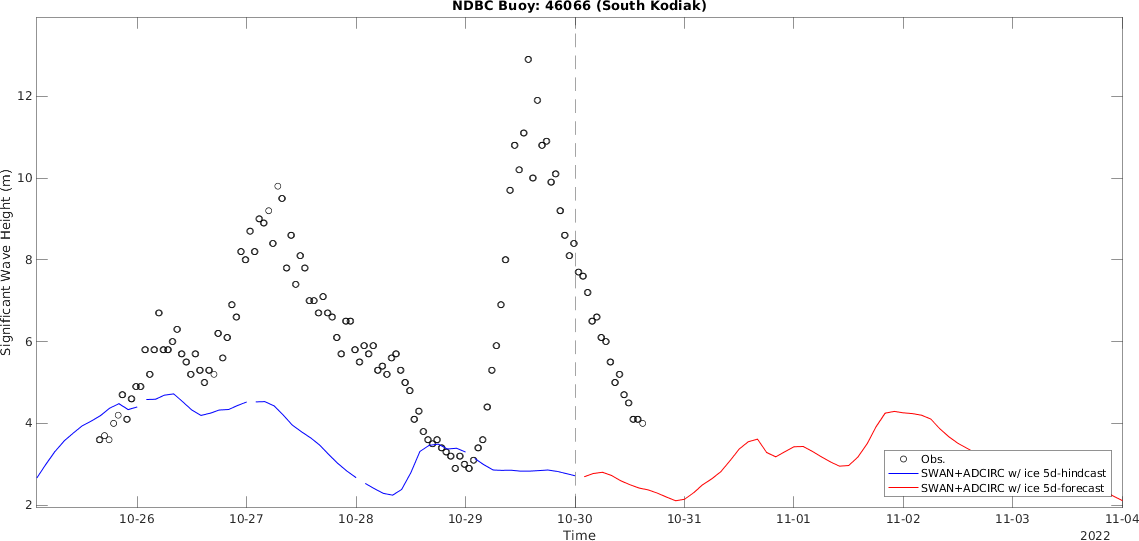 NDBC Buoy: 46066 (South Kodiak)
Significant Wave Height (m)
12
10
8
6
4
2
Obs.
SWAN+ADCIRC w/ ice 5d-hindcast
SWAN+ADCIRC w/ ice 5d-forecast
10-26 10-27 10-28 10-29 10-30 10-31 11-01 11-02 11-03 11-04
Time
2022